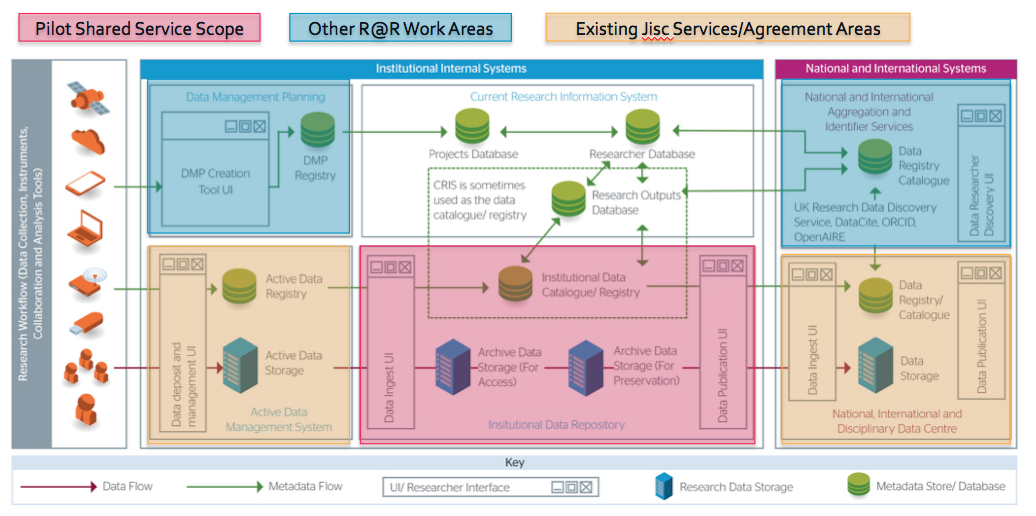 Pilot Shared Service Scope
Other R@R Work Areas
Existing Jisc Services/Agreement Areas
Research Workflow (Data Collection, Instruments,
Collaboration and Analysis Tools)
Institutional Internal Systems
National and International Systems
Data Management Planning
DMP Creation
Tool UI
DMP
Registry
Current Research Information System
Projects Database
Researcher Database
CRIS is sometimes
used as the data
catalogue/ registry
Research Outputs
Database
National and International
Aggregation and
Identifier Services
Data
Registry
Catalogue
UK Research Data Discovery
Service, DataCite, ORCID,
OpenAIRE
Data Researcher
Discovery UI
Data deposit and
management UI
Active Data
Registry
Active Data
Storage
Active Data
Management System
Data Ingest UI
Institutional Data
Catalogue/ Registry
Archive Data
Storage (For
Access)
Archive Data
Storage (For
Preservation)
Data Publication UI
Insitutional Data Repository
Data Ingest UI
Data
Registry/
Catalogue
Data
Storage
Data Publication UI
National, International and
Disciplinary Data Centre
Key
Data Flow
Metadata Flow
UI/ Researcher Interface
Research Data Storage
Metadata Store/ Database